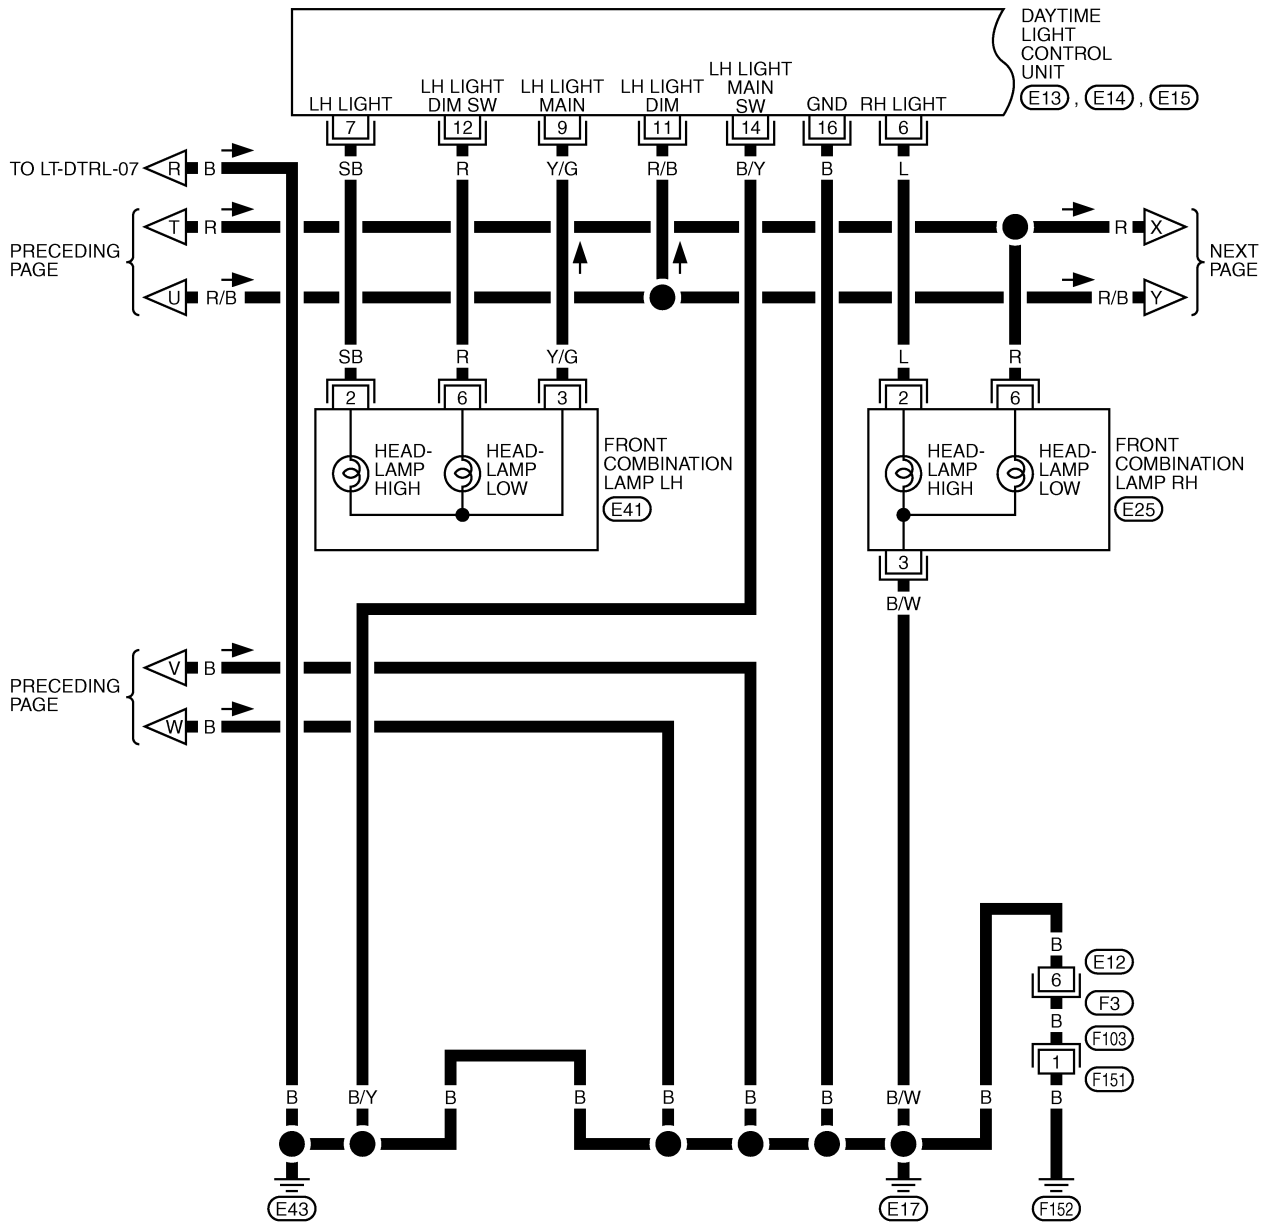 DAYTIME
LIGHT
CONTROL
UNIT
E13 , E14 , E15
LH LIGHT
LH LIGHT
DIM SW
LH LIGHT
MAIN
LH LIGHT
DIM
LH LIGHT
MAIN
SW
GND
RH LIGHT
7 12 9 11 14 16 6
TO LT-DTRL-07 R B
SB R Y/G R/B B/Y B L
PRECEDING
PAGE
T R
U R/B
R X
R/B Y
NEXT
PAGE
SB R Y/G L R
2 6 3 2 6
HEAD-
LAMP
HIGH
HEAD-
LAMP
LOW
FRONT
COMBINATION
LAMP LH
E41
HEAD-
LAMP
HIGH
HEAD-
LAMP
LOW
FRONT
COMBINATION
LAMP RH
E25
3
B/W
PRECEDING
PAGE
V B
W B
B
6
E12
F3
B
F103
1
F151
B B/Y B B B B B B/W B B
E43 E17 F152